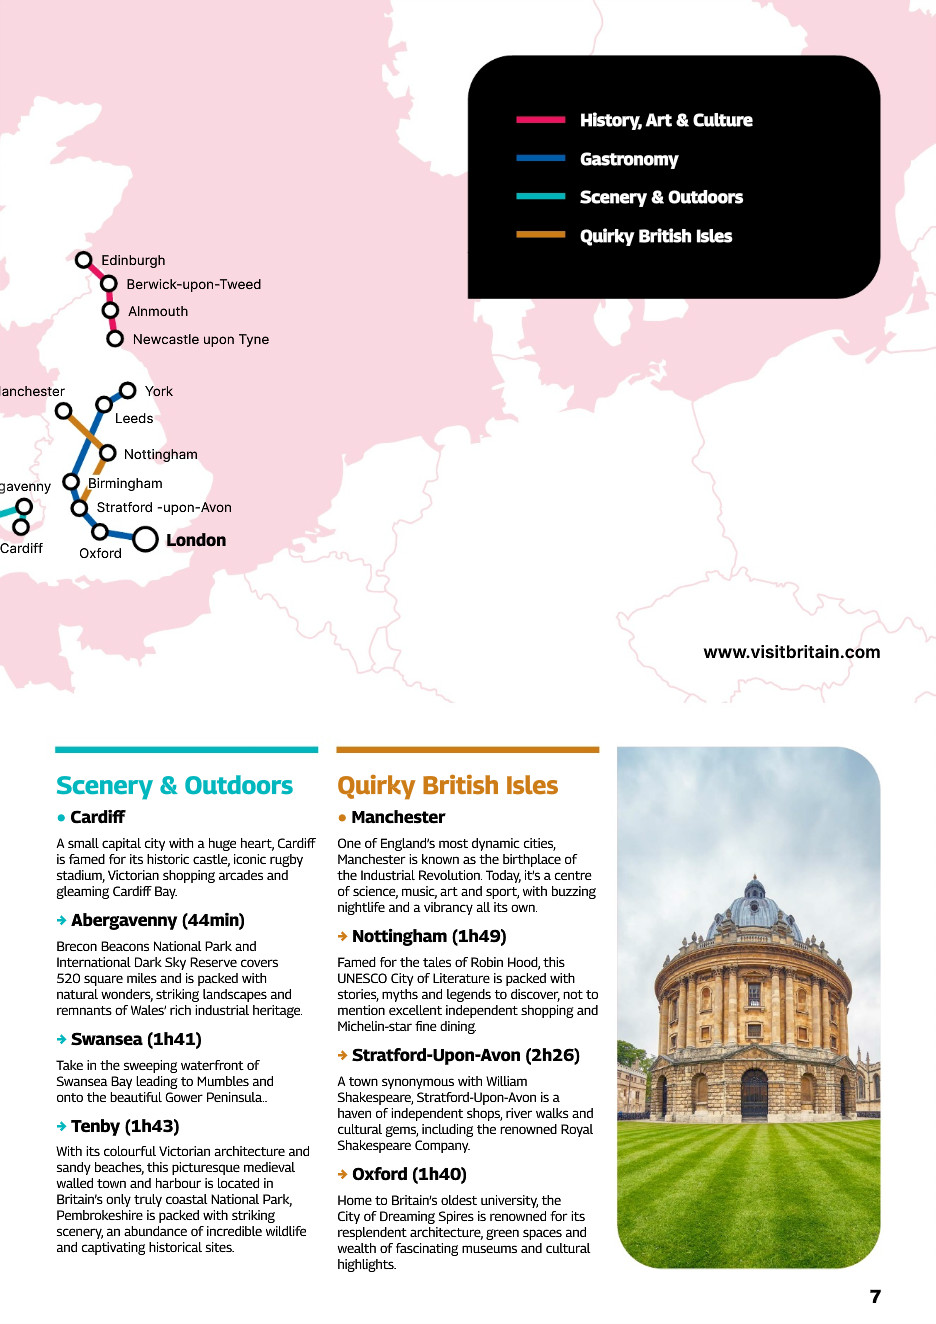 History, Art & Culture
Gastronomy
Scenery & Outdoors
Quirky British Isles
Edinburgh
Berwick-upon-Tweed
Alnmouth
Newcastle upon Tyne
anchester
York
Leeds
Nottingham
gavenny
Birmingham
Stratford -upon-Avon
Cardiff
Oxford
London
www.visitbritain.com
Scenery & Outdoors
• Cardiff
A small capital city with a huge heart, Cardiff
is famed for its historic castle, iconic rugby
stadium, Victorian shopping arcades and
gleaming Cardiff Bay.
→ Abergavenny (44min)
Brecon Beacons National Park and
International Dark Sky Reserve covers
520 square miles and is packed with
natural wonders, striking landscapes and
remnants of Wales' rich industrial heritage.
→ Swansea (1h41)
Take in the sweeping waterfront of
Swansea Bay leading to Mumbles and
onto the beautiful Gower Peninsula..
→ Tenby (1h43)
With its colourful Victorian architecture and
sandy beaches, this picturesque medieval
walled town and harbour is located in
Britain's only truly coastal National Park,
Pembrokeshire is packed with striking
scenery, an abundance of incredible wildlife
and captivating historical sites.
Quirky British Isles
• Manchester
One of England's most dynamic cities,
Manchester is known as the birthplace of
the Industrial Revolution. Today, it's a centre
of science, music, art and sport, with buzzing
nightlife and a vibrancy all its own.
→ Nottingham (1h49)
Famed for the tales of Robin Hood, this
UNESCO City of Literature is packed with
stories, myths and legends to discover, not to
mention excellent independent shopping and
Michelin-star fine dining.
→ Stratford-Upon-Avon (2h26)
A town synonymous with William
Shakespeare, Stratford-Upon-Avon is a
haven of independent shops, river walks and
cultural gems, including the renowned Royal
Shakespeare Company.
→ Oxford (1h40)
Home to Britain's oldest university, the
City of Dreaming Spires is renowned for its
resplendent architecture, green spaces and
wealth of fascinating museums and cultural
highlights.
7